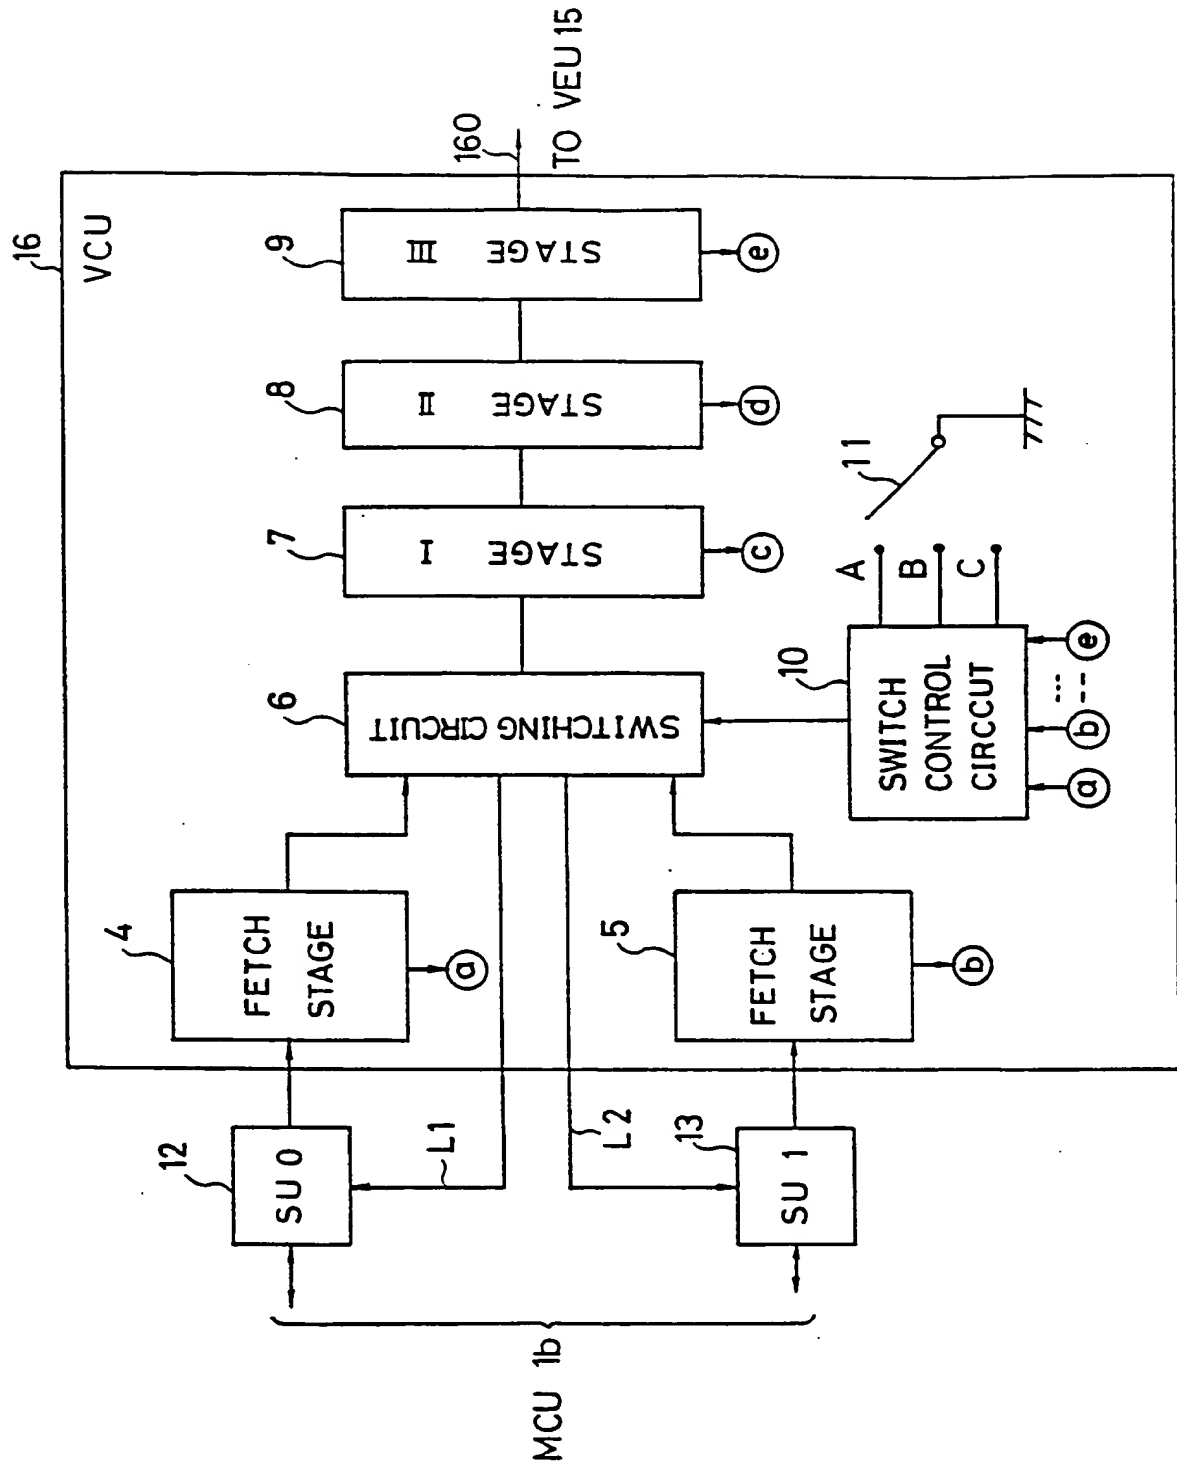 16
VCU
160
TO VEU 15
9
STAGE III
e
8
STAGE II
d
7
STAGE I
c
6
SWITCHING CIRCUIT
11
A
B
C
10
SWITCH
CONTROL
CIRCCUT
a
b
---
---
e
4
FETCH
STAGE
a
5
FETCH
STAGE
b
12
SU 0
L1
L2
13
SU 1
MCU 1b